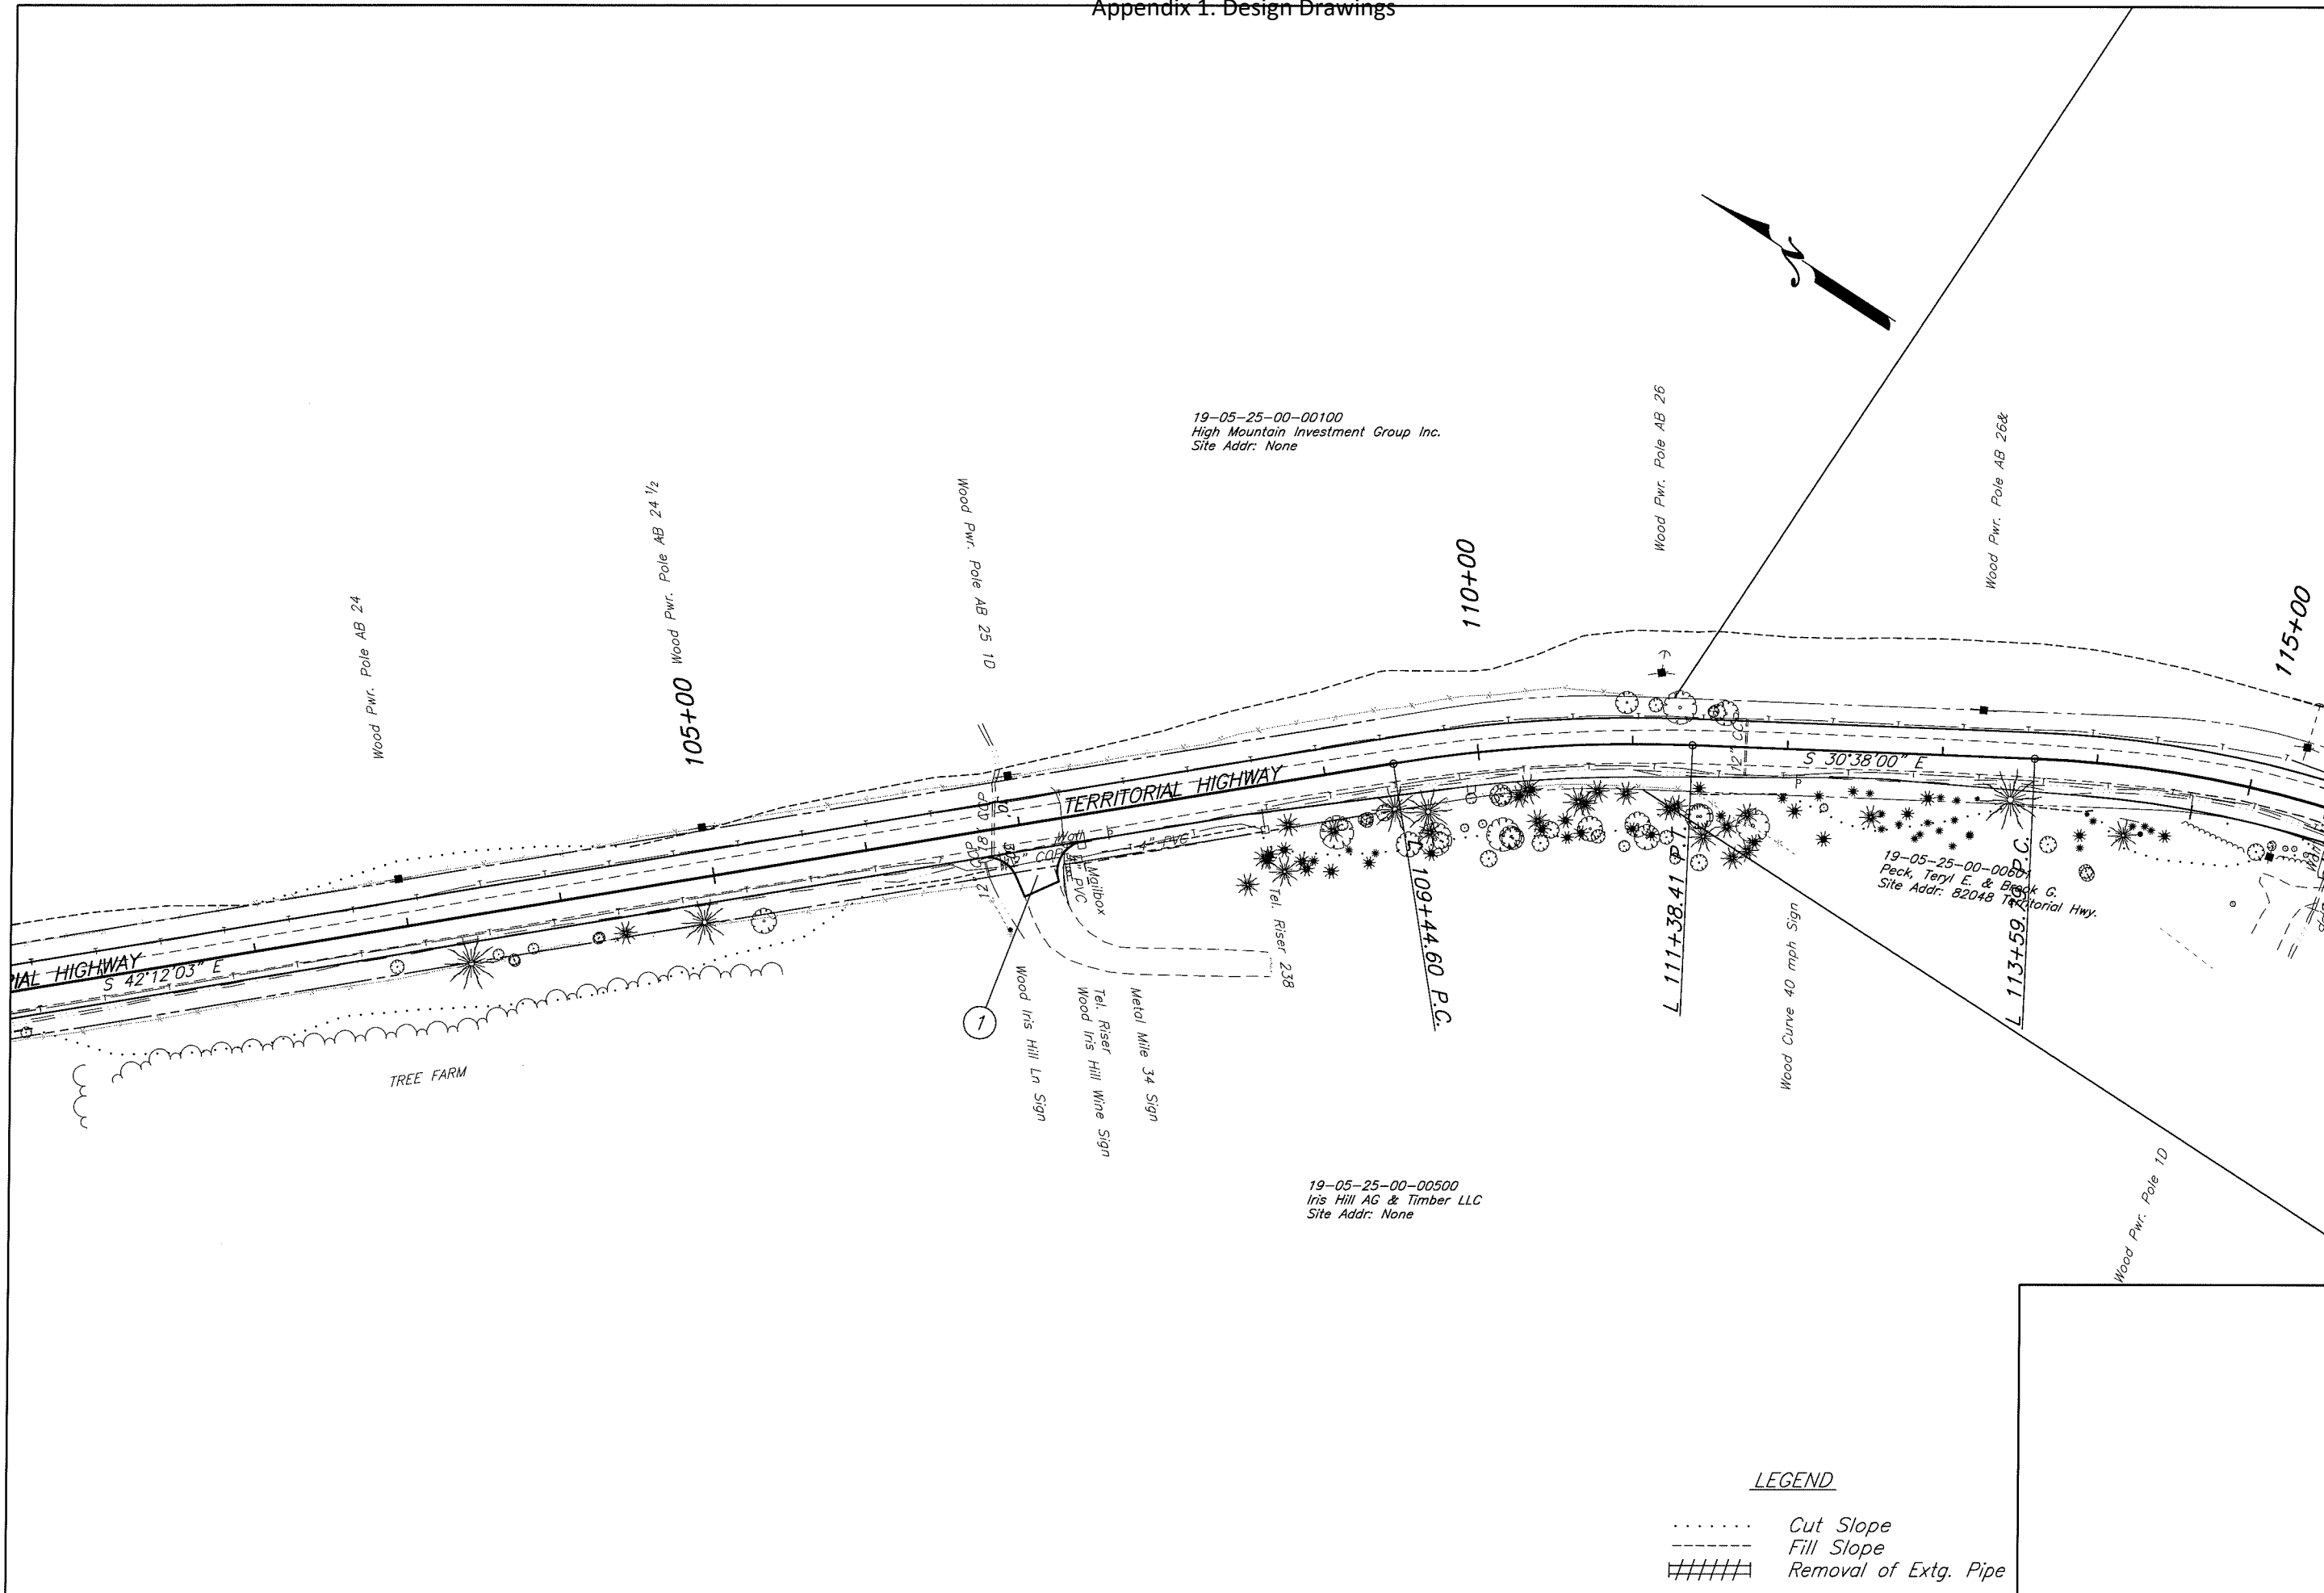 Appendix 1. Design Drawings
19-05-25-00-00100
High Mountain Investment Group Inc.
Site Addr: None
Wood Pwr. Pole AB 24
105+00
Wood Pwr. Pole AB 24 ½
Wood Pwr. Pole AB 25 1D
110+00
Wood Pwr. Pole AB 26
Wood Pwr. Pole AB 26&
115+00
TERRITORIAL HIGHWAY
S 30°38'00" E
12"
IAL HIGHWAY
S 42°12'03" E
4" PVC
Mailbox
PVC
18"
12"
P
P
1
TREE FARM
Wood Iris Hill Ln Sign
Tel. Riser
Wood Iris Hill Wine Sign
Metal Mile 34 Sign
Tel. Riser 238
L 109+44.60 P.C.
L 111+38.41 P.T.
Wood Curve 40 mph Sign
L 113+59. P.C.
19-05-25-00-00601
Peck, Teryl E. & Brook G.
Site Addr: 82048 Territorial Hwy.
Wood Pwr. Pole 1D
19-05-25-00-00500
Iris Hill AG & Timber LLC
Site Addr: None
LEGEND
Cut Slope
Fill Slope
Removal of Extg. Pipe